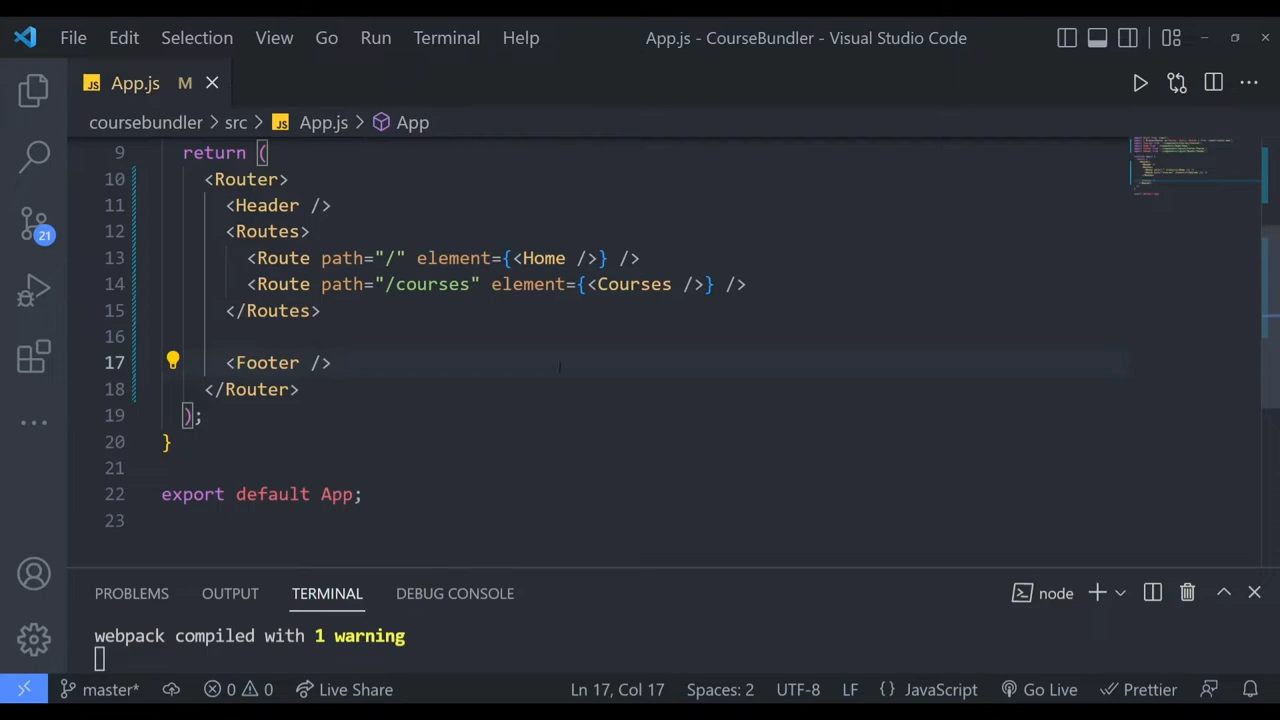 File Edit Selection View Go Run Terminal Help App.js - CourseBundler - Visual Studio Code
JS App.js M
coursebundler > src > JS App.js > App
9 return (
10 <Router>
11 <Header />
12 <Routes>
13 <Route path="/" element={<Home />} />
14 <Route path="/courses" element={<Courses />} />
15 </Routes>
16
17 <Footer />
18 </Router>
19 );
20 }
21
22 export default App;
23
21
PROBLEMS OUTPUT TERMINAL DEBUG CONSOLE node
webpack compiled with 1 warning
master* 0 0 Live Share Ln 17, Col 17 Spaces: 2 UTF-8 LF {} JavaScript Go Live Prettier